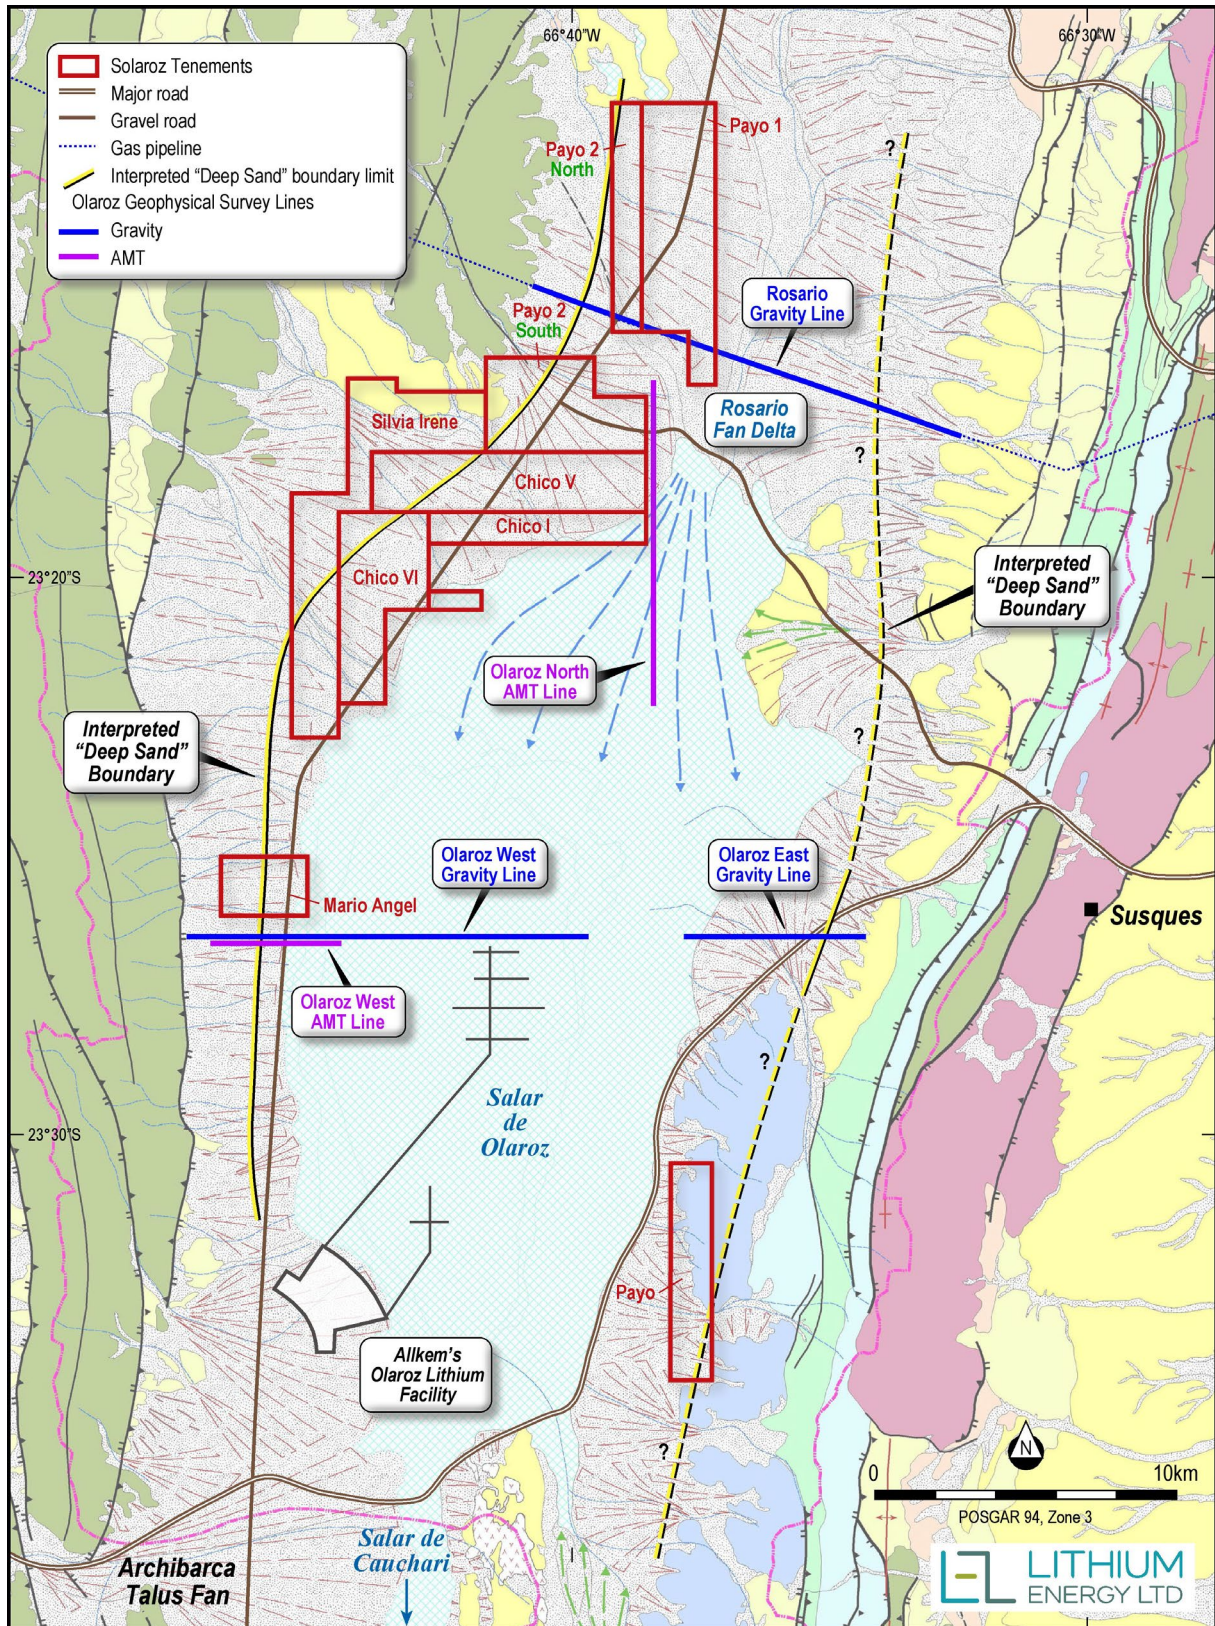 66°40'W
66°30'W
Solaroz Tenements
Major road
Gravel road
Gas pipeline
Interpreted “Deep Sand” boundary limit
Olaroz Geophysical Survey Lines
Gravity
AMT
Payo 1
Payo 2
North
?
Rosario
Gravity Line
Payo 2
South
Silvia Irene
Rosario
Fan Delta
?
Chico V
Chico I
Chico VI
23°20'S
Interpreted
“Deep Sand”
Boundary
Olaroz North
AMT Line
Interpreted
“Deep Sand”
Boundary
?
Olaroz West
Gravity Line
Olaroz East
Gravity Line
Mario Angel
Susques
Olaroz West
AMT Line
?
Salar
de
Olaroz
23°30'S
Payo
Allkem’s
Olaroz Lithium
Facility
?
N
0
10km
POSGAR 94, Zone 3
Salar de
Cauchari
Archibarca
Talus Fan
LITHIUM
ENERGY LTD